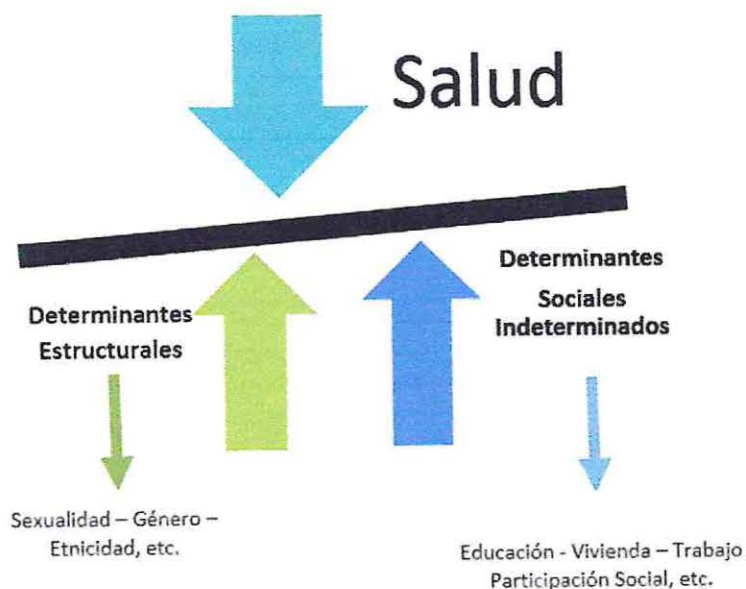 Salud
Determinantes
Estructurales
Determinantes
Sociales
Indeterminados
Sexualidad – Género –
Etnicidad, etc.
Educación - Vivienda – Trabajo
Participación Social, etc.